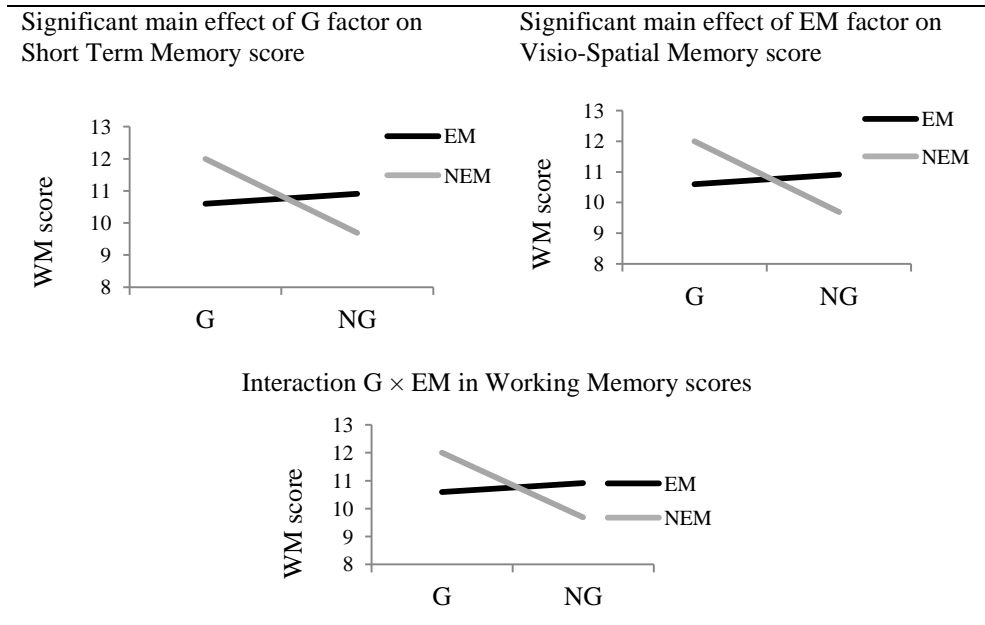 Significant main effect of G factor on
Short Term Memory score
13
12
11
10
9
8
WM score
G NG
EM
NEM
Significant main effect of EM factor on
Visio-Spatial Memory score
13
12
11
10
9
8
WM score
G NG
EM
NEM
Interaction G × EM in Working Memory scores
13
12
11
10
9
8
WM score
G NG
EM
NEM